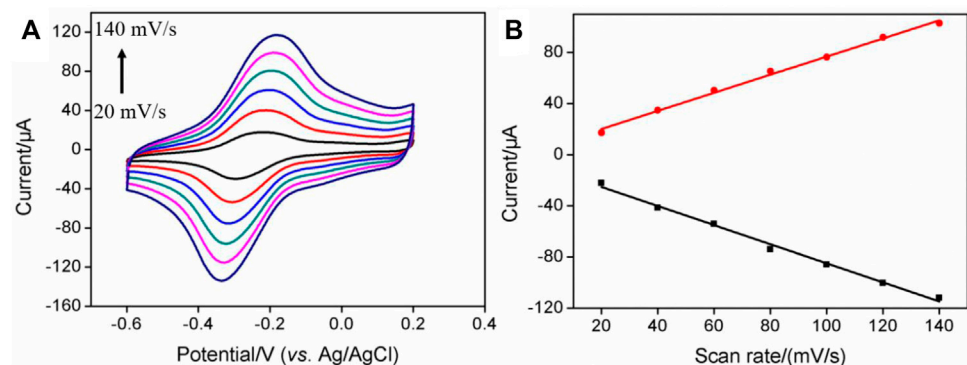 A
140 mV/s
20 mV/s
120
80
40
0
-40
-80
-120
-160
Current/μA
-0.6 -0.4 -0.2 0.0 0.2 0.4
Potential/V (vs. Ag/AgCl)
B
80
40
0
-40
-80
-120
Current/μA
20 40 60 80 100 120 140
Scan rate/(mV/s)